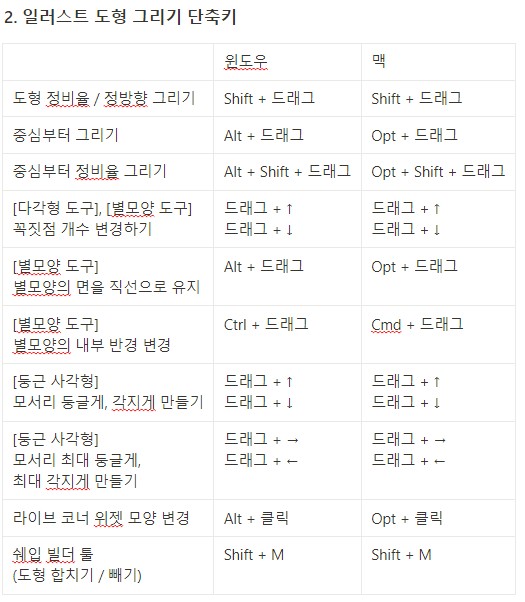 2. 일러스트 도형 그리기 단축키
윈도우 맥
도형 정비율 / 정방향 그리기 Shift + 드래그 Shift + 드래그
중심부터 그리기 Alt + 드래그 Opt + 드래그
중심부터 정비율 그리기 Alt + Shift + 드래그 Opt + Shift + 드래그
[다각형 도구], [별모양 도구] 드래그 + ↑ 드래그 + ↑
꼭짓점 개수 변경하기 드래그 + ↓ 드래그 + ↓
[별모양 도구] Alt + 드래그 Opt + 드래그
별모양의 면을 직선으로 유지
[별모양 도구] Ctrl + 드래그 Cmd + 드래그
별모양의 내부 반경 변경
[둥근 사각형] 드래그 + ↑ 드래그 + ↑
모서리 둥글게, 각지게 만들기 드래그 + ↓ 드래그 + ↓
[둥근 사각형] 드래그 + → 드래그 + →
모서리 최대 둥글게, 드래그 + ← 드래그 + ←
최대 각지게 만들기
라이브 코너 위젯 모양 변경 Alt + 클릭 Opt + 클릭
쉐입 빌더 툴 Shift + M Shift + M
(도형 합치기 / 빼기)